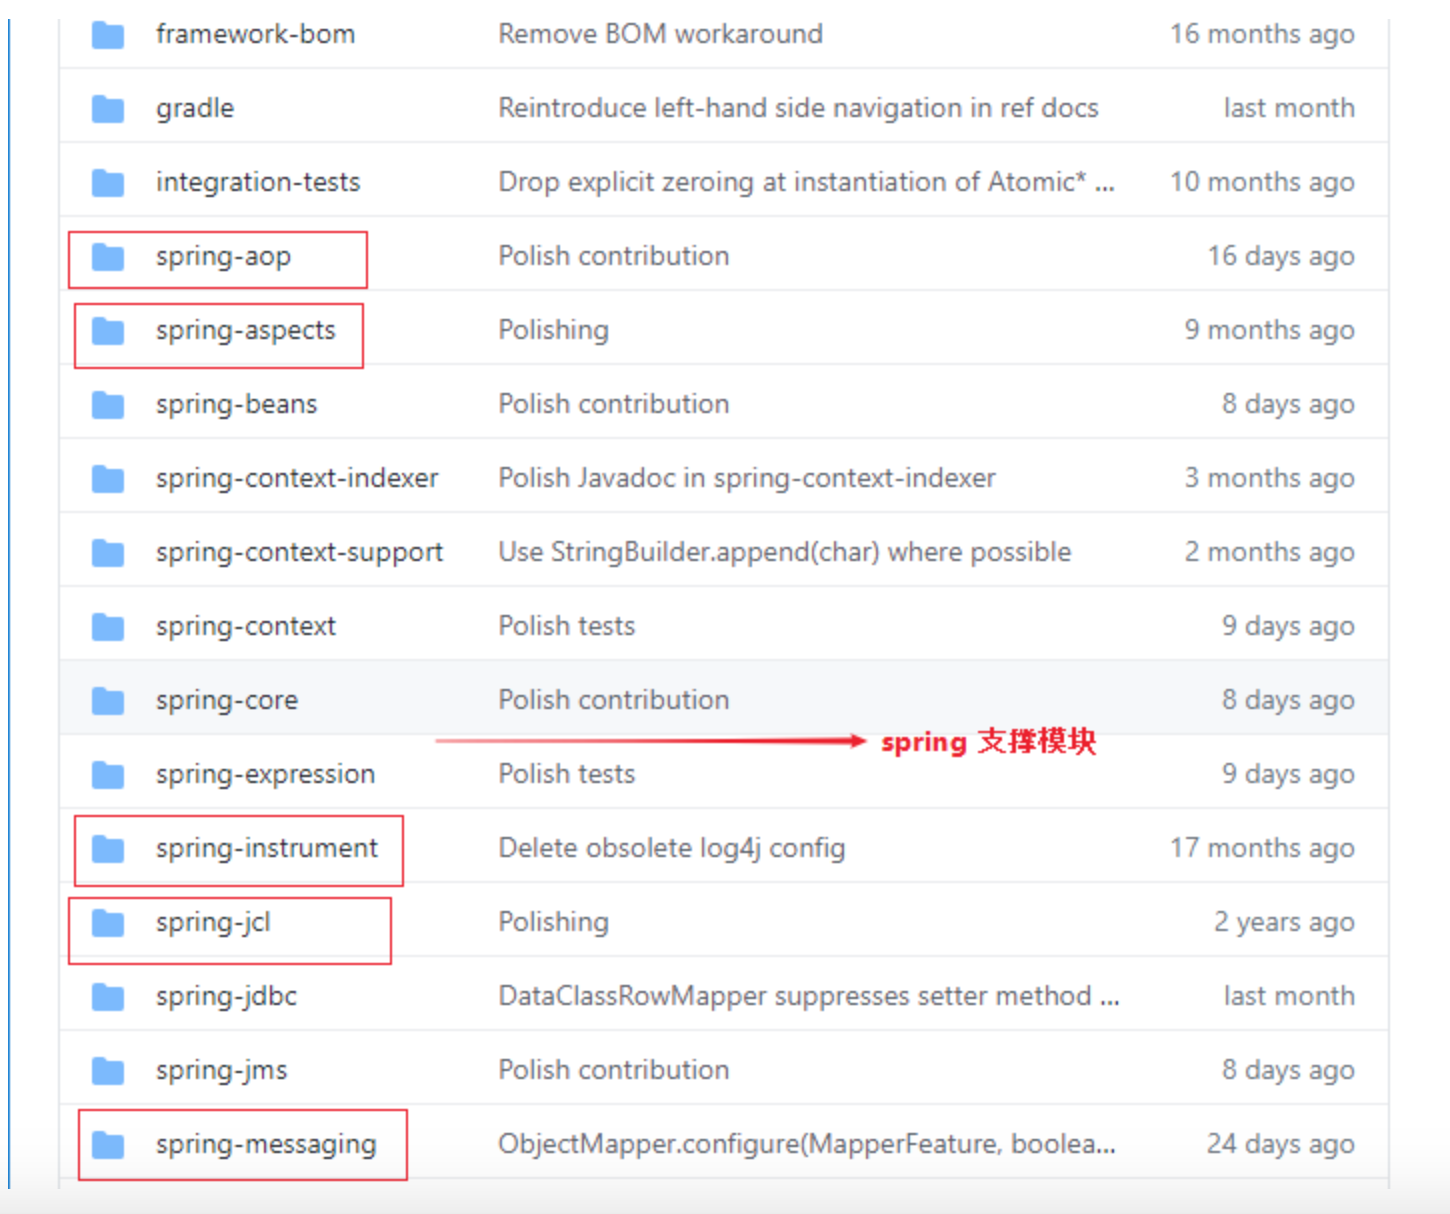 framework-bom Remove BOM workaround 16 months ago
gradle Reintroduce left-hand side navigation in ref docs last month
integration-tests Drop explicit zeroing at instantiation of Atomic* ... 10 months ago
spring-aop Polish contribution 16 days ago
spring-aspects Polishing 9 months ago
spring-beans Polish contribution 8 days ago
spring-context-indexer Polish Javadoc in spring-context-indexer 3 months ago
spring-context-support Use StringBuilder.append(char) where possible 2 months ago
spring-context Polish tests 9 days ago
spring-core Polish contribution 8 days ago
spring 支撑模块
spring-expression Polish tests 9 days ago
spring-instrument Delete obsolete log4j config 17 months ago
spring-jcl Polishing 2 years ago
spring-jdbc DataClassRowMapper suppresses setter method ... last month
spring-jms Polish contribution 8 days ago
spring-messaging ObjectMapper.configure(MapperFeature, boolea... 24 days ago